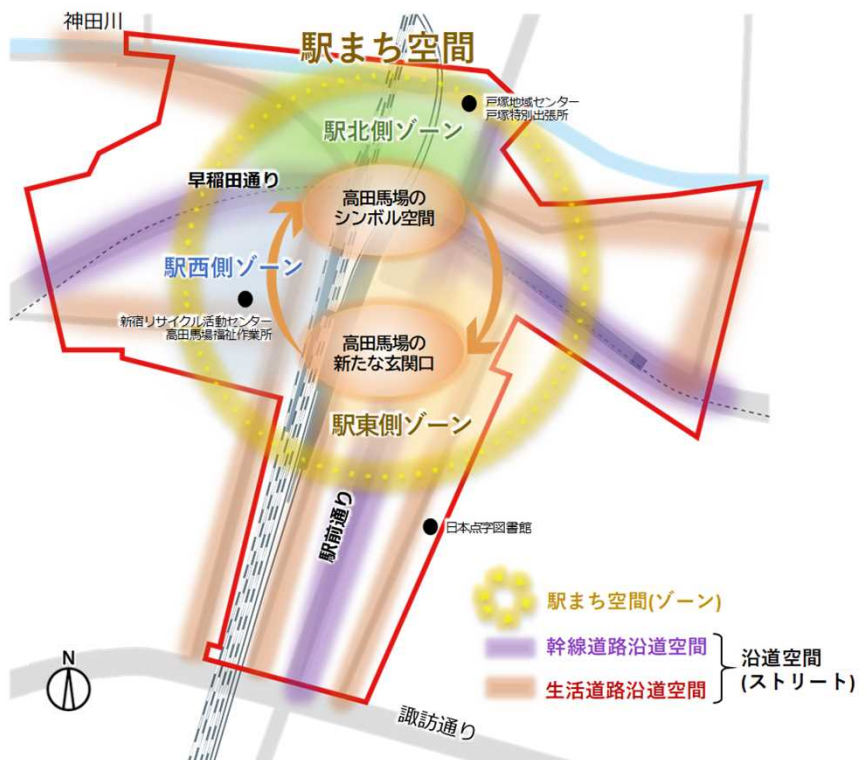 神田川
駅まち空間
戸塚地域センター
戸塚特別出張所
駅北側ゾーン
早稲田通り
高田馬場の
シンボル空間
駅西側ゾーン
新宿リサイクル活動センター
高田馬場福祉作業所
高田馬場の
新たな玄関口
駅東側ゾーン
駅前通り
日本点字図書館
駅まち空間(ゾーン)
幹線道路沿道空間
生活道路沿道空間
沿道空間
(ストリート)
N
諏訪通り